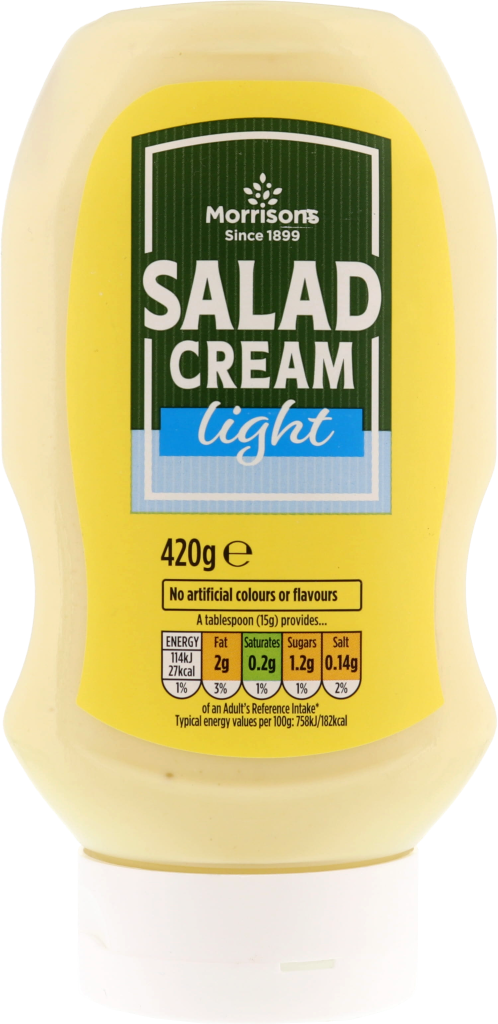 Morrisons
Since 1899
SALAD
CREAM
light
420g ℮
No artificial colours or flavours
A tablespoon (15g) provides...
ENERGY Fat Saturates Sugars Salt
114kJ
27kcal 2g 0.2g 1.2g 0.14g
1% 3% 1% 1% 2%
of an Adult's Reference Intake*
Typical energy values per 100g: 758kJ/182kcal